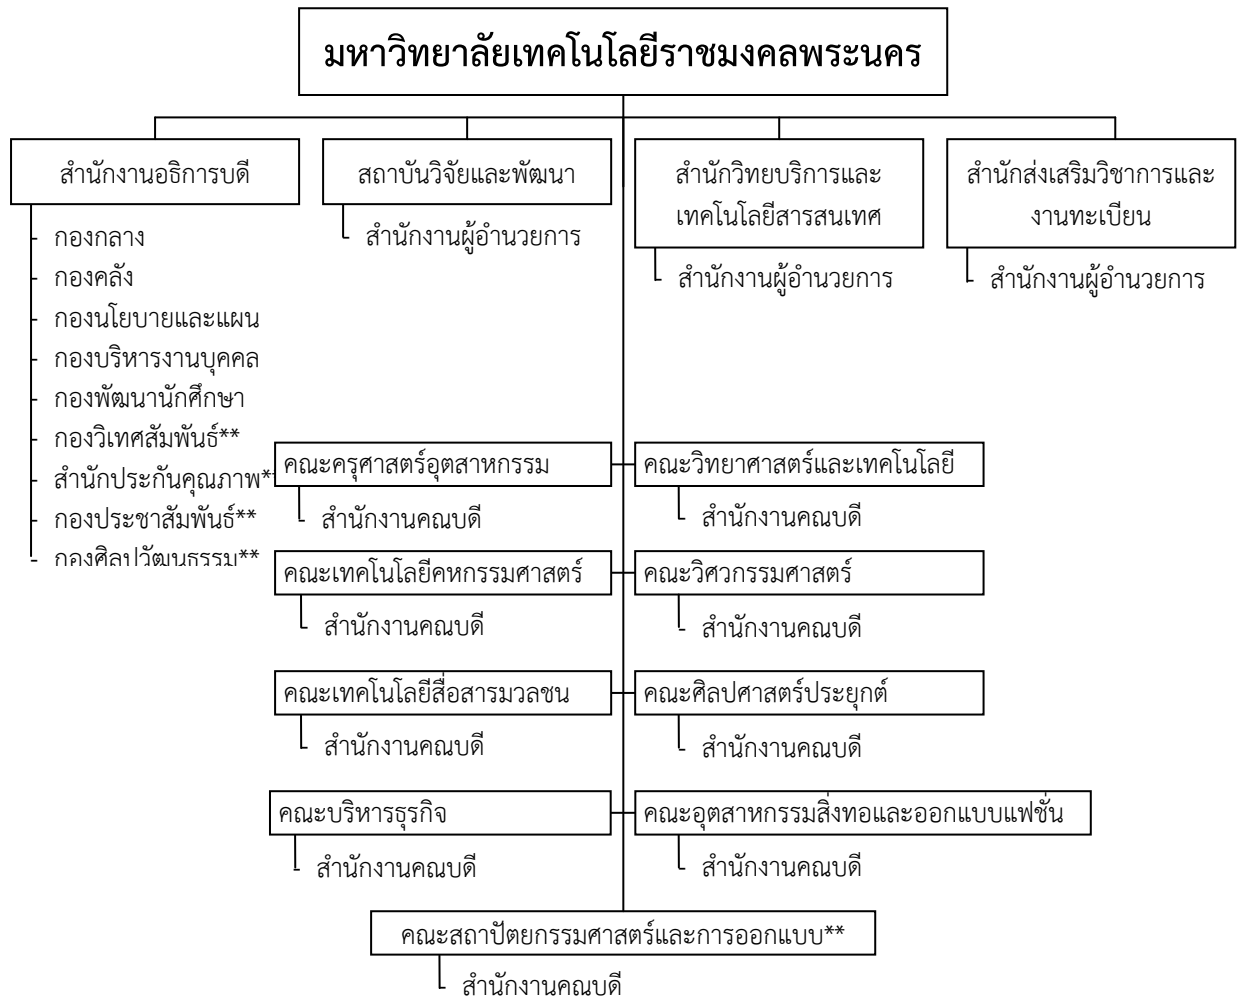 มหาวิทยาลัยเทคโนโลยีราชมงคลพระนคร
สำนักงานอธิการบดี
- กองกลาง
- กองคลัง
- กองนโยบายและแผน
- กองบริหารงานบุคคล
- กองพัฒนานักศึกษา
- กองวิเทศสัมพันธ์**
- สำนักประกันคุณภาพ*
- กองประชาสัมพันธ์**
- กองศิลปวัฒนธรรม**
สถาบันวิจัยและพัฒนา
- สำนักงานผู้อำนวยการ
สำนักวิทยบริการและ
เทคโนโลยีสารสนเทศ
- สำนักงานผู้อำนวยการ
สำนักส่งเสริมวิชาการและ
งานทะเบียน
- สำนักงานผู้อำนวยการ
คณะครุศาสตร์อุตสาหกรรม
- สำนักงานคณบดี
คณะวิทยาศาสตร์และเทคโนโลยี
- สำนักงานคณบดี
คณะเทคโนโลยีคหกรรมศาสตร์
- สำนักงานคณบดี
คณะวิศวกรรมศาสตร์
- สำนักงานคณบดี
คณะเทคโนโลยีสื่อสารมวลชน
- สำนักงานคณบดี
คณะศิลปศาสตร์ประยุกต์
- สำนักงานคณบดี
คณะบริหารธุรกิจ
- สำนักงานคณบดี
คณะอุตสาหกรรมสิ่งทอและออกแบบแฟชั่น
- สำนักงานคณบดี
คณะสถาปัตยกรรมศาสตร์และการออกแบบ**
- สำนักงานคณบดี